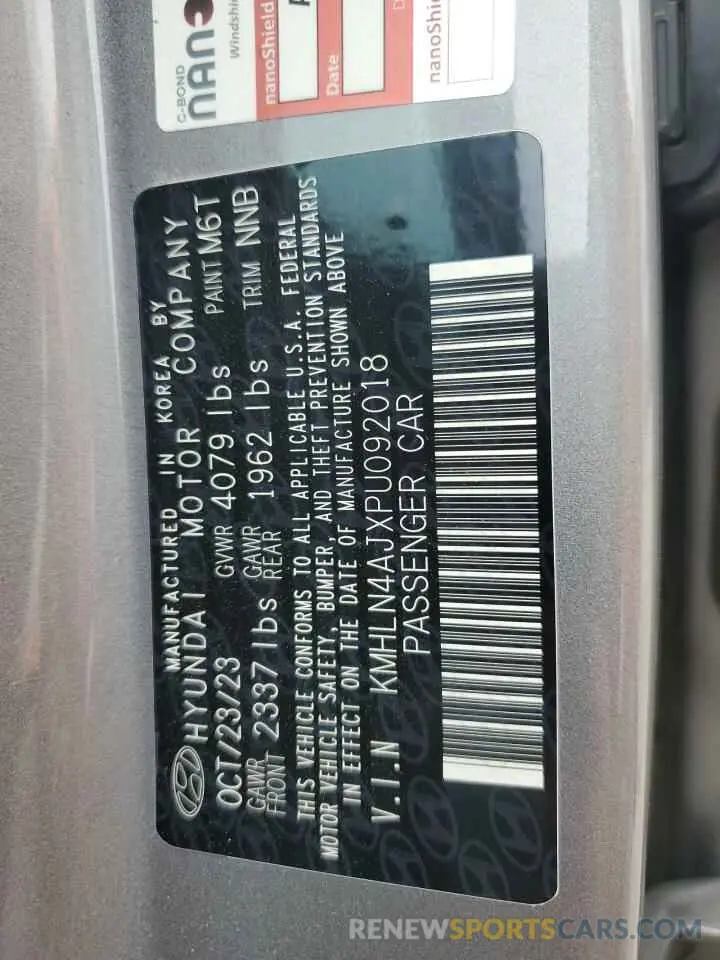 C-BOND
nanoShield
Date
nanoShi
MANUFACTURED IN KOREA BY
HYUNDAI MOTOR COMPANY
OCT/23/23 GVWR 4079 lbs PAINT M6T
GAWR FRONT 2337 lbs GAWR REAR 1962 lbs TRIM NNB
THIS VEHICLE CONFORMS TO ALL APPLICABLE U.S.A. FEDERAL
MOTOR VEHICLE SAFETY, BUMPER, AND THEFT PREVENTION STANDARDS
IN EFFECT ON THE DATE OF MANUFACTURE SHOWN ABOVE
V.I.N KMHLN4AJXPU092018
PASSENGER CAR
RENEWSPORTSCARS.COM